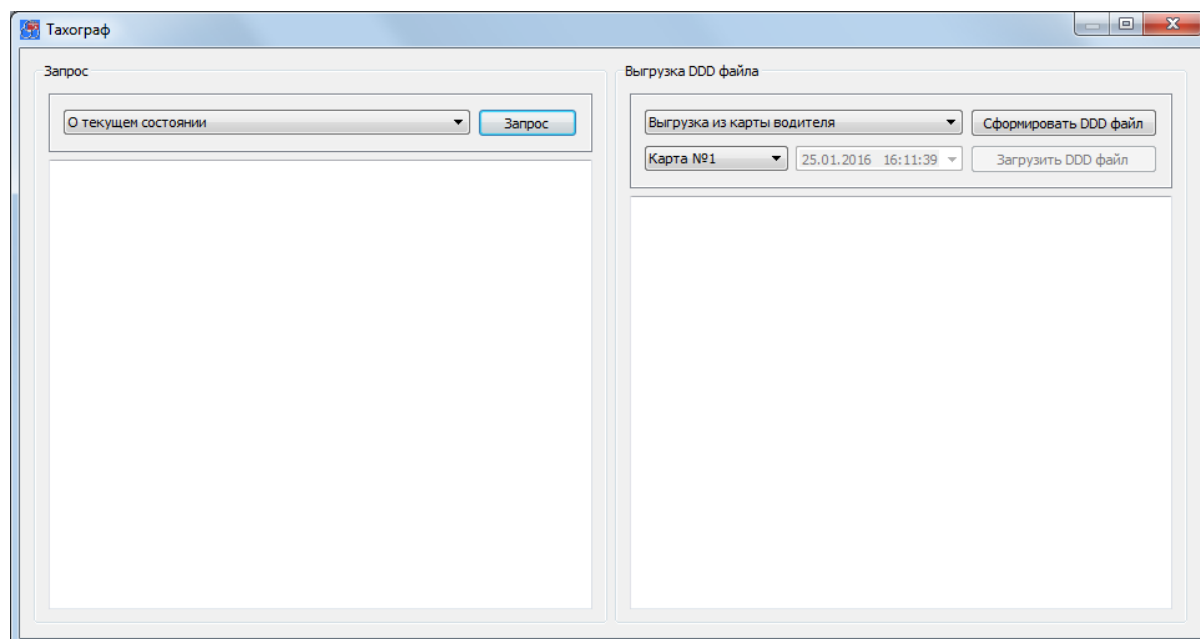 Тахограф
Запрос
О текущем состоянии
Запрос
Выгрузка DDD файла
Выгрузка из карты водителя
Сформировать DDD файл
Карта №1
25.01.2016 16:11:39
Загрузить DDD файл